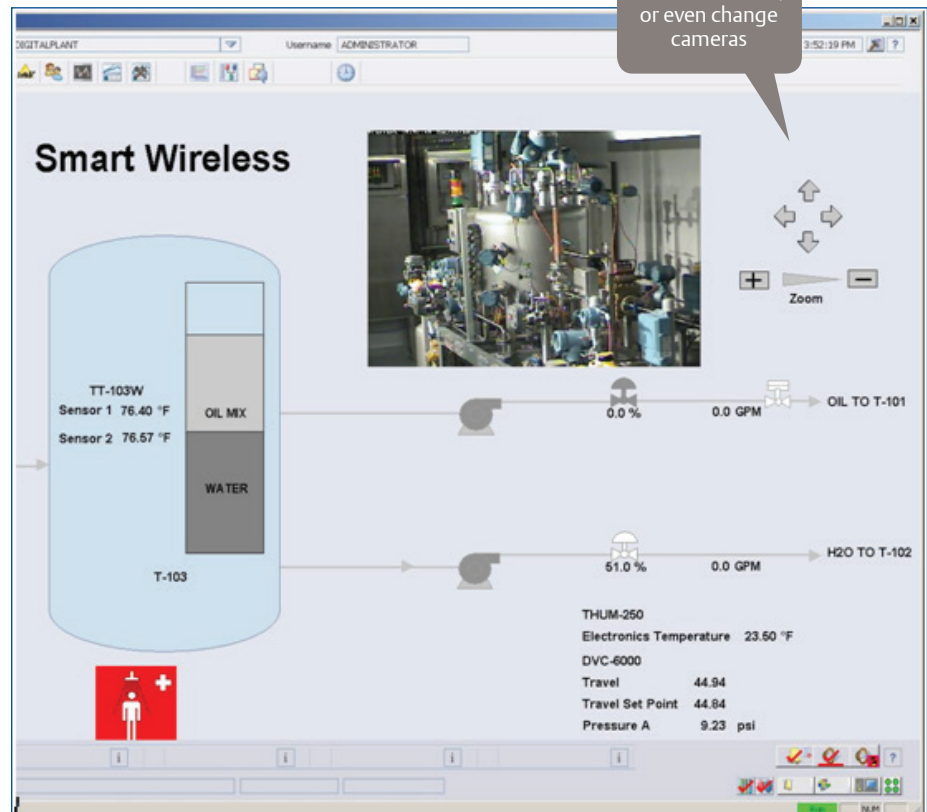 or even change
cameras
DIGITALPLANT
Username ADMINISTRATOR
3:52:19 PM ?
Smart Wireless
Zoom
TT-103W
Sensor 1 76.40 °F
Sensor 2 76.57 °F
OIL MIX
WATER
T-103
0.0 %
0.0 GPM
OIL TO T-101
51.0 %
0.0 GPM
H2O TO T-102
THUM-250
Electronics Temperature 23.50 °F
DVC-6000
Travel 44.94
Travel Set Point 44.84
Pressure A 9.23 psi
i i i i ?
NUM